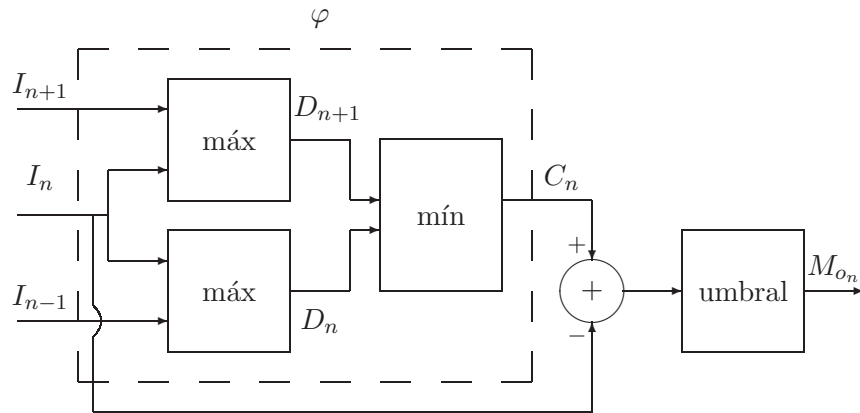 φ
I_{n+1}
D_{n+1}
máx
I_n
C_n
mín
+
máx
umbral
M_{o_n}
I_{n-1}
+
D_n
−